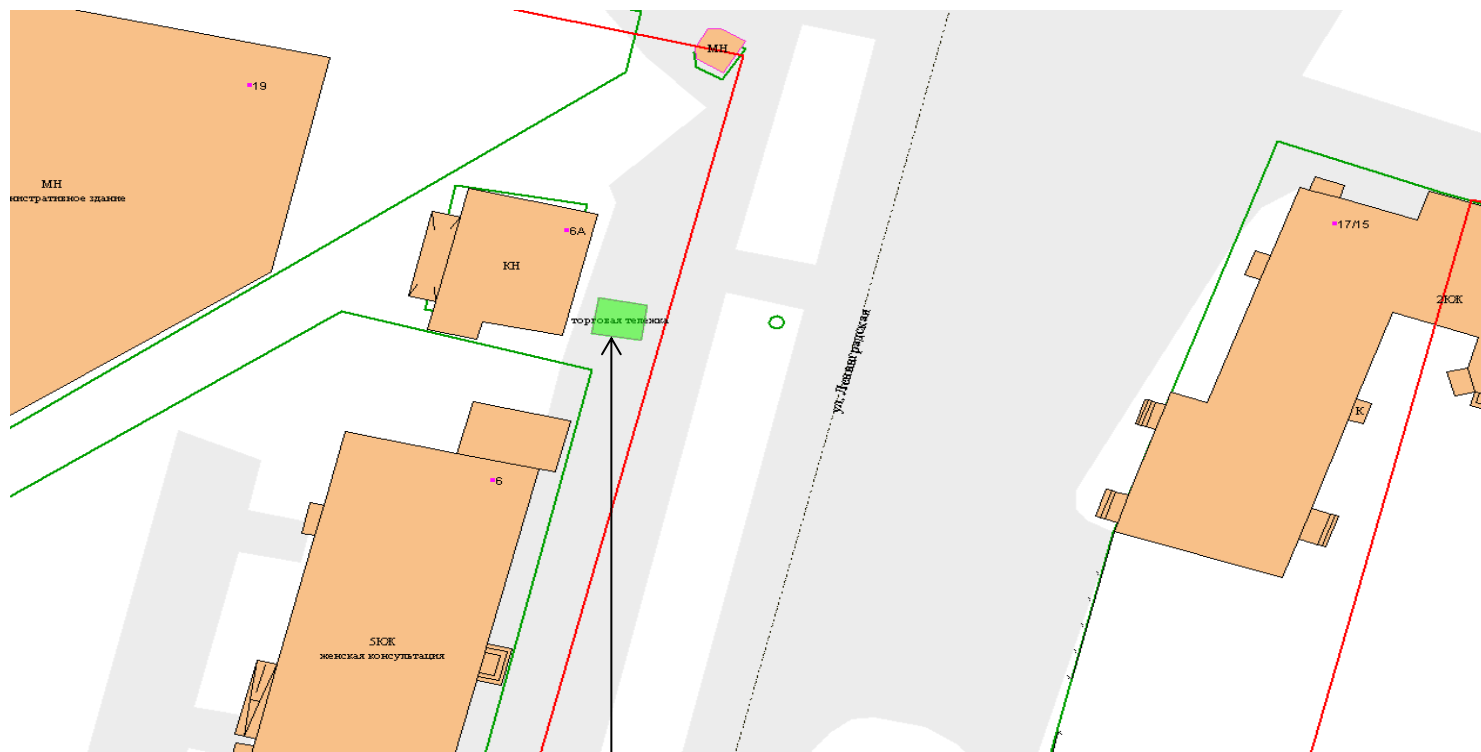 МН
19
МН
нистративное здание
6А
17/15
КН
2КЖ
торговая тележка
ул. Ленинградская
К
6
5КЖ
женская консультация